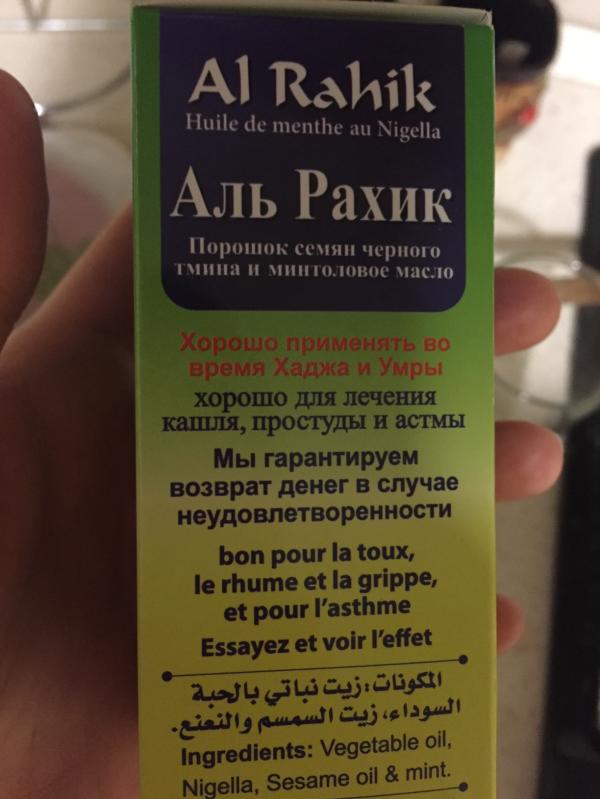 Al Rahik
Huile de menthe au Nigella
Аль Рахик
Порошок семян черного
тмина и минтоловое масло
Хорошо применять во
время Хаджа и Умры
хорошо для лечения
кашля, простуды и астмы
Мы гарантируем
возврат денег в случае
неудовлетворенности
bon pour la toux,
le rhume et la grippe,
et pour l'asthme
Essayez et voir l'effet
المكونات: زيت نباتي بالحبة
السوداء، زيت السمسم والنعنع.
Ingredients: Vegetable oil,
Nigella, Sesame oil & mint.